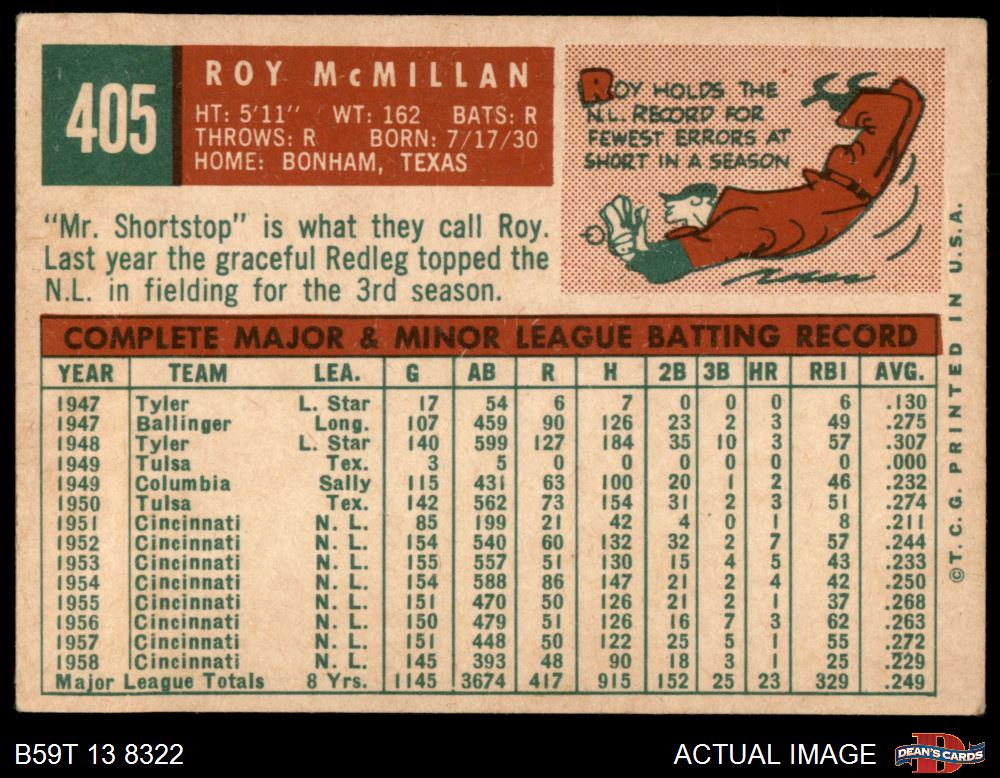 405
ROY McMILLAN
HT: 5'11" WT: 162 BATS: R
THROWS: R BORN: 7/17/30
HOME: BONHAM, TEXAS
ROY HOLDS THE
N.L. RECORD FOR
FEWEST ERRORS AT
SHORT IN A SEASON
"Mr. Shortstop" is what they call Roy.
Last year the graceful Redleg topped the
N.L. in fielding for the 3rd season.
COMPLETE MAJOR & MINOR LEAGUE BATTING RECORD
YEAR TEAM LEA. G AB R H 2B 3B HR RBI AVG.
1947 Tyler L. Star 17 54 6 7 0 0 0 6 .130
1947 Ballinger Long. 107 459 90 126 23 2 3 49 .275
1948 Tyler L. Star 140 599 127 184 35 10 3 57 .307
1949 Tulsa Tex. 3 5 0 0 0 0 0 0 .000
1949 Columbia Sally 115 431 63 100 20 1 2 46 .232
1950 Tulsa Tex. 142 562 73 154 31 2 3 51 .274
1951 Cincinnati N. L. 85 199 21 42 4 0 1 8 .211
1952 Cincinnati N. L. 154 540 60 132 32 2 7 57 .244
1953 Cincinnati N. L. 155 557 51 130 15 4 5 43 .233
1954 Cincinnati N. L. 154 588 86 147 21 2 4 42 .250
1955 Cincinnati N. L. 151 470 50 126 21 2 1 37 .268
1956 Cincinnati N. L. 150 479 51 126 16 7 3 62 .263
1957 Cincinnati N. L. 151 448 50 122 25 5 1 55 .272
1958 Cincinnati N. L. 145 393 48 90 18 3 1 25 .229
Major League Totals 8 Yrs. 1145 3674 417 915 152 25 23 329 .249
©T. C. G. PRINTED IN U.S.A.
B59T 13 8322
ACTUAL IMAGE
DEAN'S CARDS